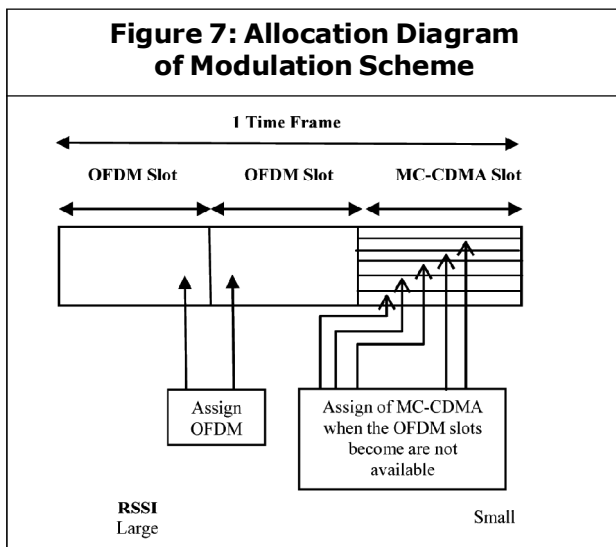 Figure 7: Allocation Diagram
of Modulation Scheme
1 Time Frame
OFDM Slot
OFDM Slot
MC-CDMA Slot
Assign
OFDM
Assign of MC-CDMA
when the OFDM slots
become are not
available
RSSI
Large
Small